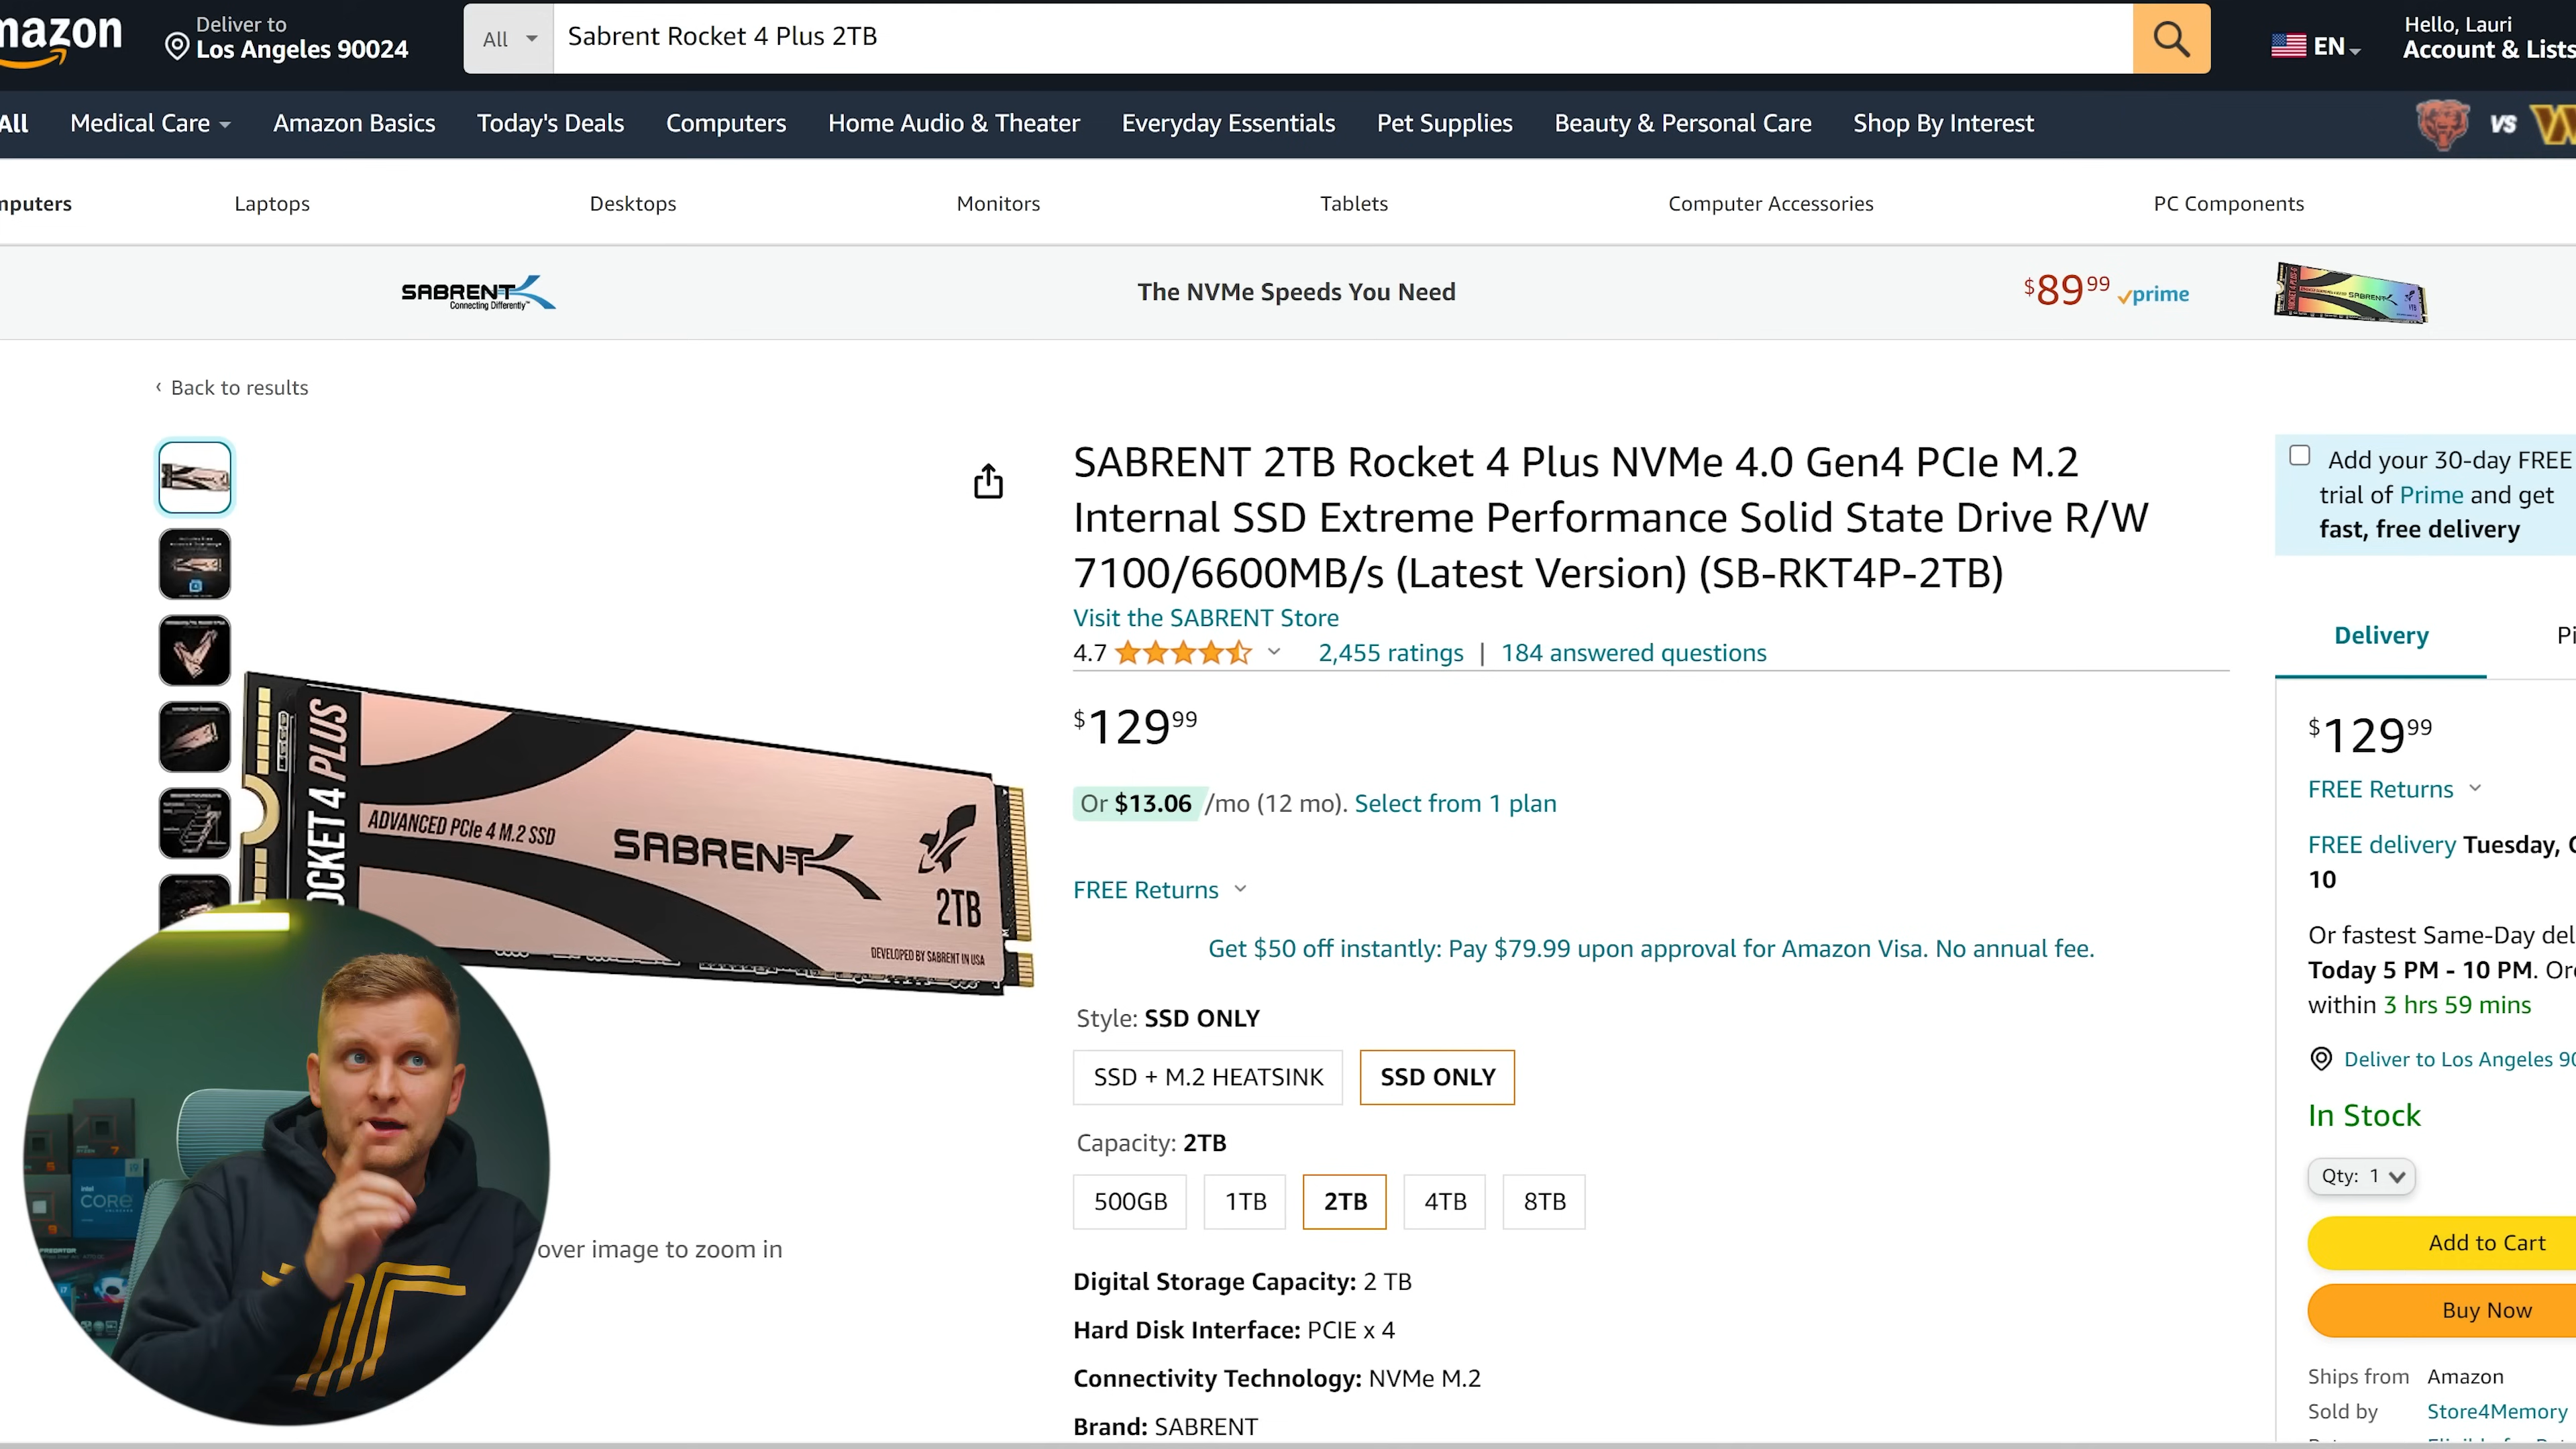 mazon
Deliver to
Los Angeles 90024
All
Sabrent Rocket 4 Plus 2TB
EN
Hello, Lauri
Account & Lists
All
Medical Care
Amazon Basics
Today's Deals
Computers
Home Audio & Theater
Everyday Essentials
Pet Supplies
Beauty & Personal Care
Shop By Interest
VS
mputers
Laptops
Desktops
Monitors
Tablets
Computer Accessories
PC Components
SABRENT
Connecting Differently™
The NVMe Speeds You Need
$89 99
prime
SABRENT
‹ Back to results
SABRENT 2TB Rocket 4 Plus NVMe 4.0 Gen4 PCIe M.2
Internal SSD Extreme Performance Solid State Drive R/W
7100/6600MB/s (Latest Version) (SB-RKT4P-2TB)
Visit the SABRENT Store
4.7
2,455 ratings | 184 answered questions
$129 99
Or $13.06 /mo (12 mo). Select from 1 plan
FREE Returns
Get $50 off instantly: Pay $79.99 upon approval for Amazon Visa. No annual fee.
Style: SSD ONLY
SSD + M.2 HEATSINK
SSD ONLY
Capacity: 2TB
500GB
1TB
2TB
4TB
8TB
Digital Storage Capacity: 2 TB
Hard Disk Interface: PCIE x 4
Connectivity Technology: NVMe M.2
Brand: SABRENT
OCKET 4 PLUS
ADVANCED PCIe 4 M.2 SSD
SABRENT
2TB
DEVELOPED BY SABRENT IN USA
over image to zoom in
intel
CORE
PREDATOR
Add your 30-day FREE
trial of Prime and get
fast, free delivery
Delivery
Pi
$129 99
FREE Returns
FREE delivery Tuesday, O
10
Or fastest Same-Day del
Today 5 PM - 10 PM. Ord
within 3 hrs 59 mins
Deliver to Los Angeles 90
In Stock
Qty: 1
Add to Cart
Buy Now
Ships from Amazon
Sold by Store4Memory